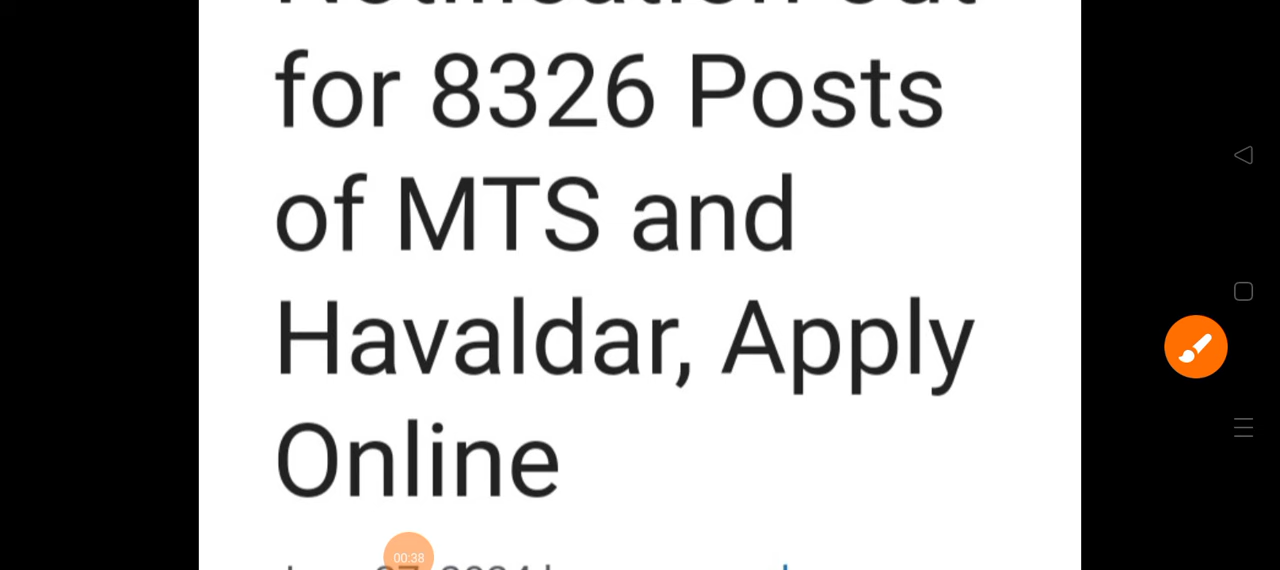 for 8326 Posts
of MTS and
Havaldar, Apply
Online
00:38